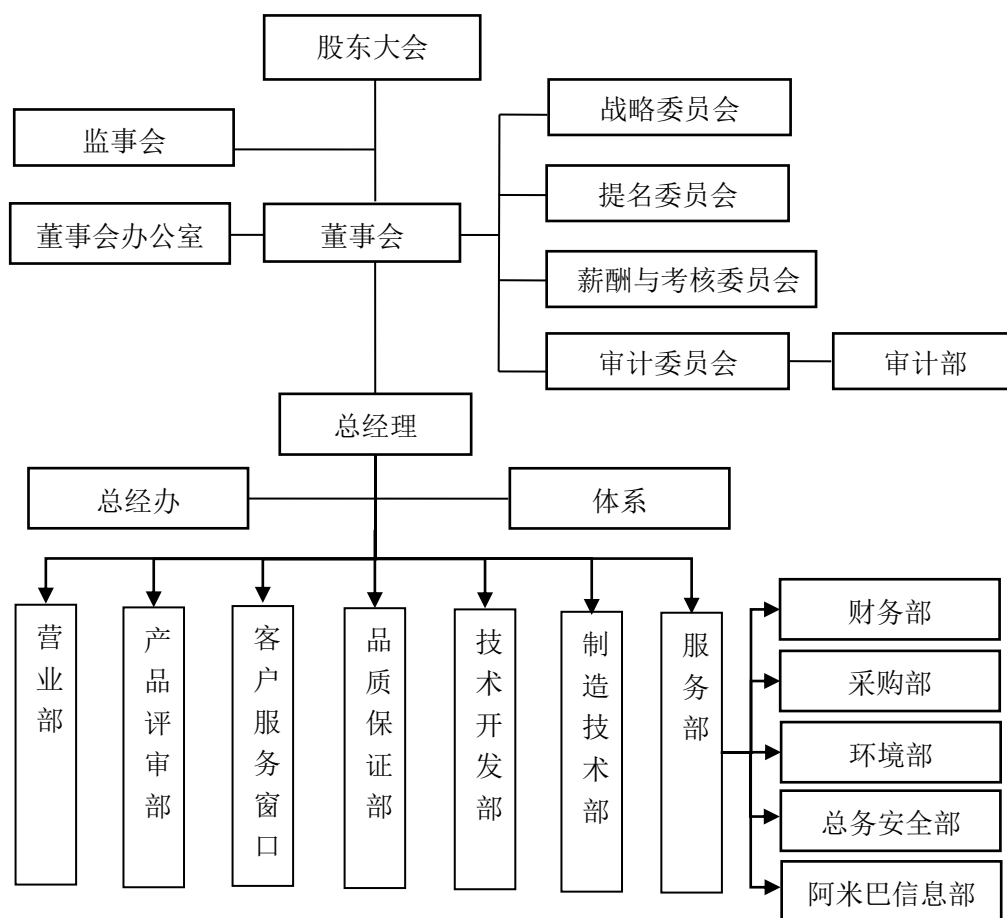 股东大会
监事会
战略委员会
提名委员会
董事会办公室
董事会
薪酬与考核委员会
审计委员会
审计部
总经理
总经办
体系
营业部
产品评审部
客户服务窗口
品质保证部
技术开发部
制造技术部
服务部
财务部
采购部
环境部
总务安全部
阿米巴信息部